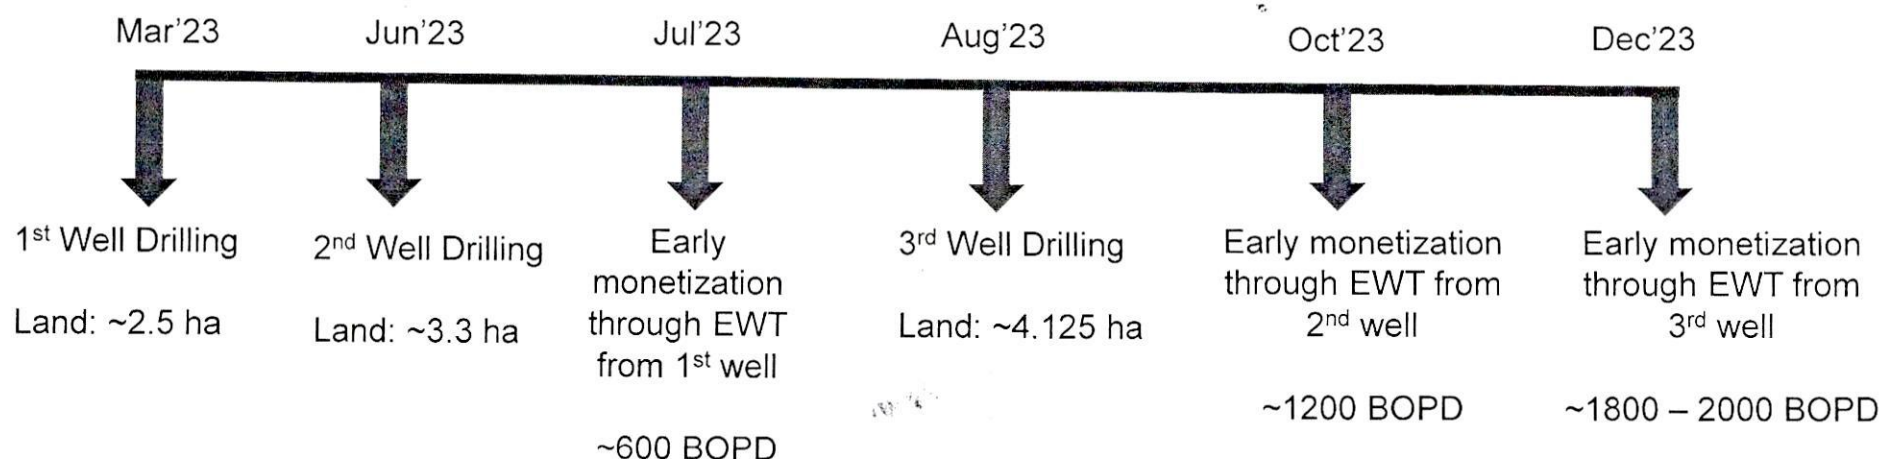 Mar'23
Jun'23
Jul'23
Aug'23
Oct'23
Dec'23
1st Well Drilling
Land: ~2.5 ha
2nd Well Drilling
Land: ~3.3 ha
Early
monetization
through EWT
from 1st well
~600 BOPD
3rd Well Drilling
Land: ~4.125 ha
Early monetization
through EWT from
2nd well
~1200 BOPD
Early monetization
through EWT from
3rd well
~1800 – 2000 BOPD